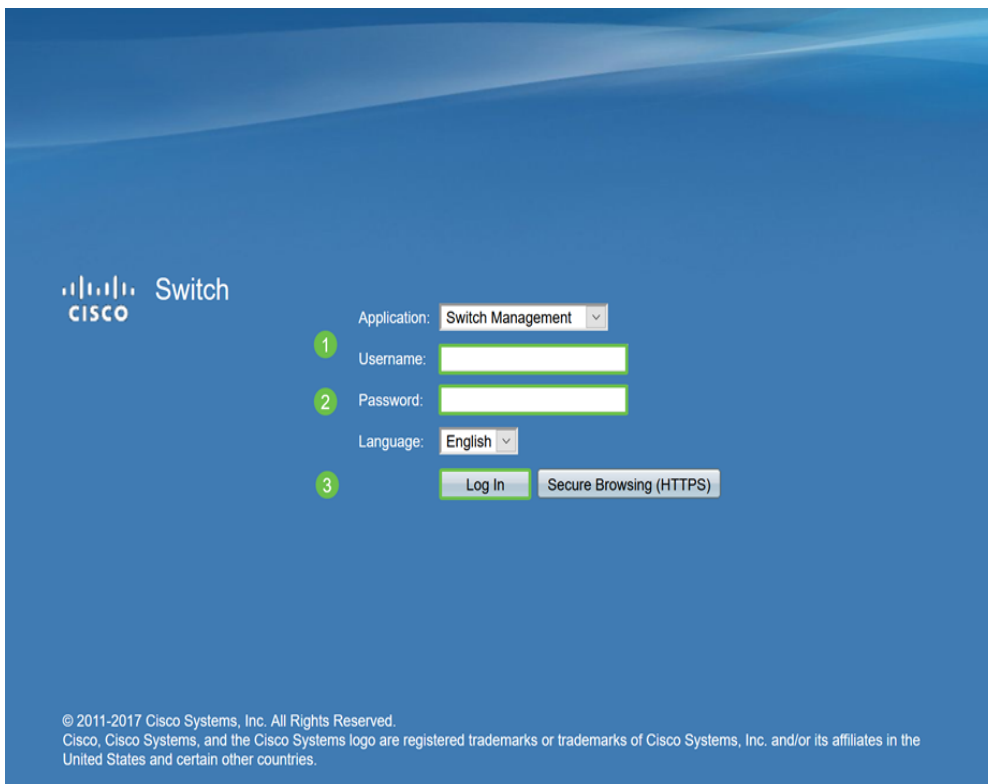 Switch
CISCO
Application: Switch Management
1
Username:
2 Password:
Language: English
3 Log In Secure Browsing (HTTPS)
© 2011-2017 Cisco Systems, Inc. All Rights Reserved.
Cisco, Cisco Systems, and the Cisco Systems logo are registered trademarks or trademarks of Cisco Systems, Inc. and/or its affiliates in the
United States and certain other countries.